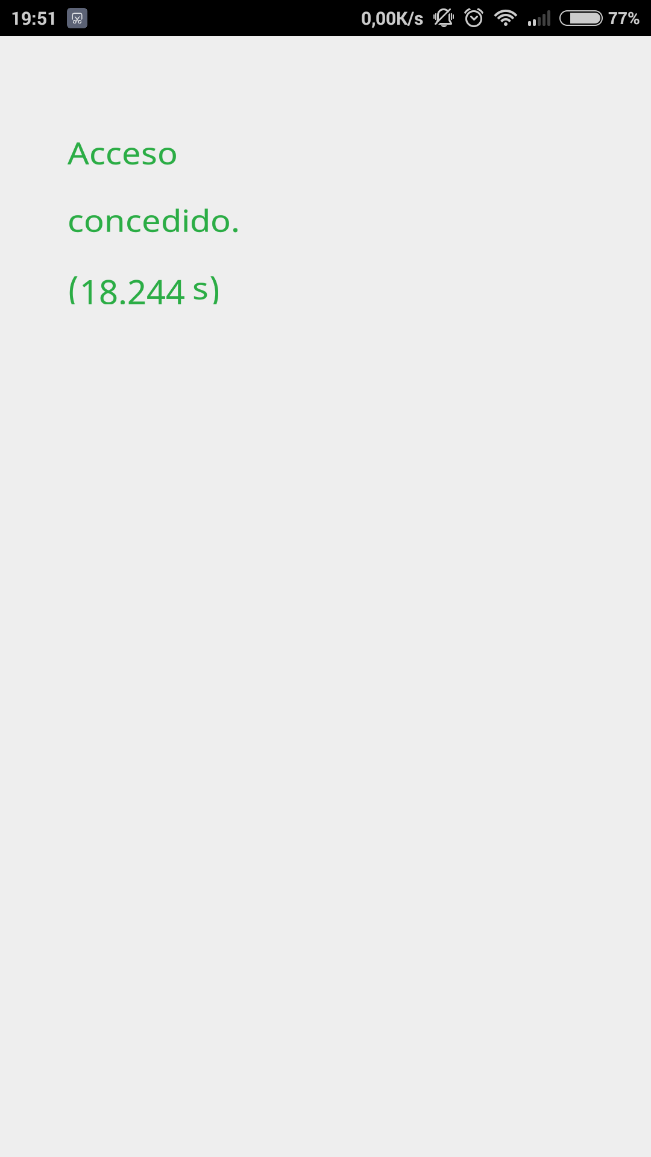 19:51 0,00K/s 77%
Acceso
concedido.
(18.244 s)